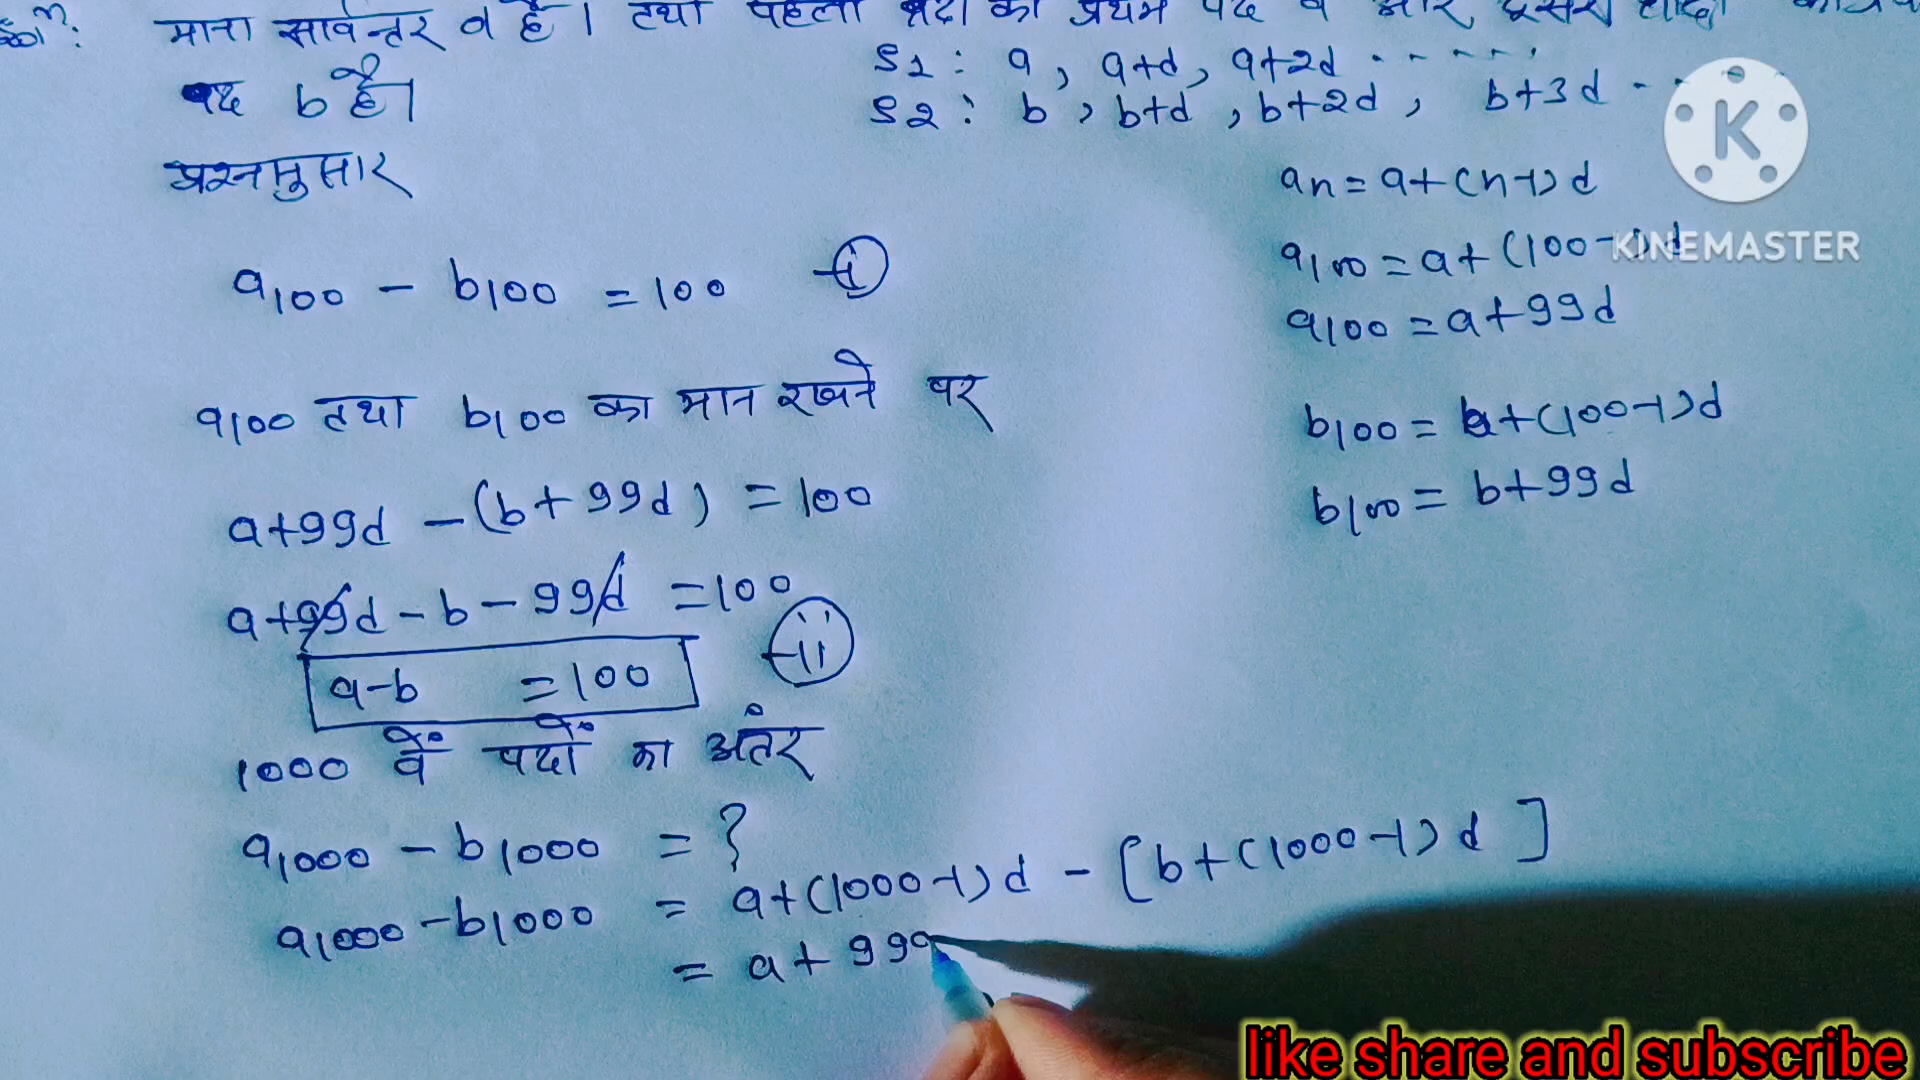 माना सार्वन्तर d है। तथा पहली श्रेढ़ी का प्रथम पद a और दूसरी
पद b है।
S1 : a, a+d, a+2d ......
S2 : b, b+d, b+2d, b+3d ..
प्रश्नानुसार
an = a+(n-1)d
a100 - b100 = 100 -(i)
a100 = a+(100-1)d
a100 = a+99d
a100 तथा b100 का मान रखने पर
b100 = b+(100-1)d
b100 = b+99d
a+99d -(b+99d) = 100
a+99d - b - 99d = 100
a-b = 100 -(ii)
1000 वें पदों का अंतर
a1000 - b1000 = ?
a1000 - b1000 = a+(1000-1)d - [b+(1000-1)d]
= a+999
K
KINEMASTER
like share and subscribe